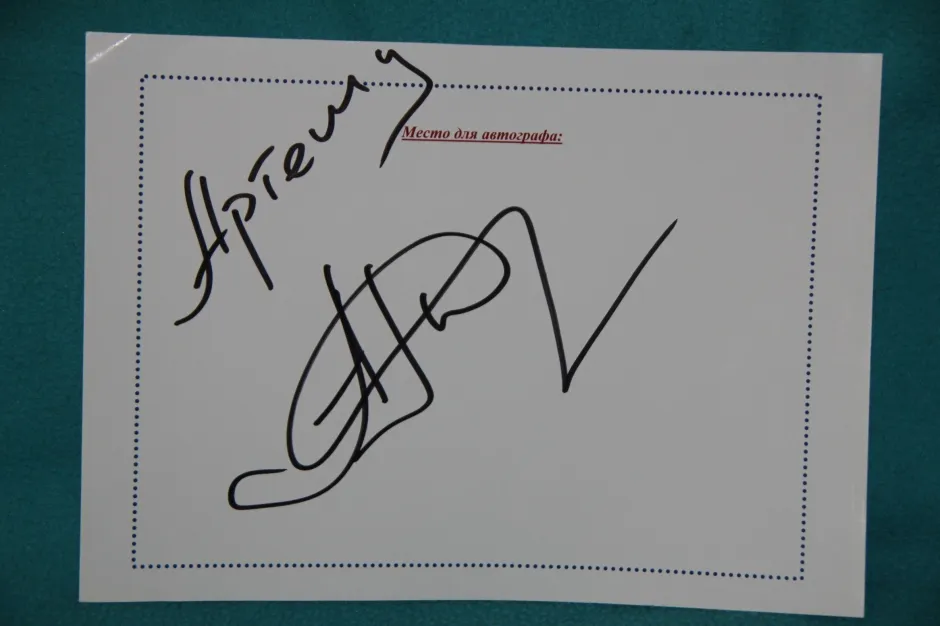 Артему
Место для автографа: